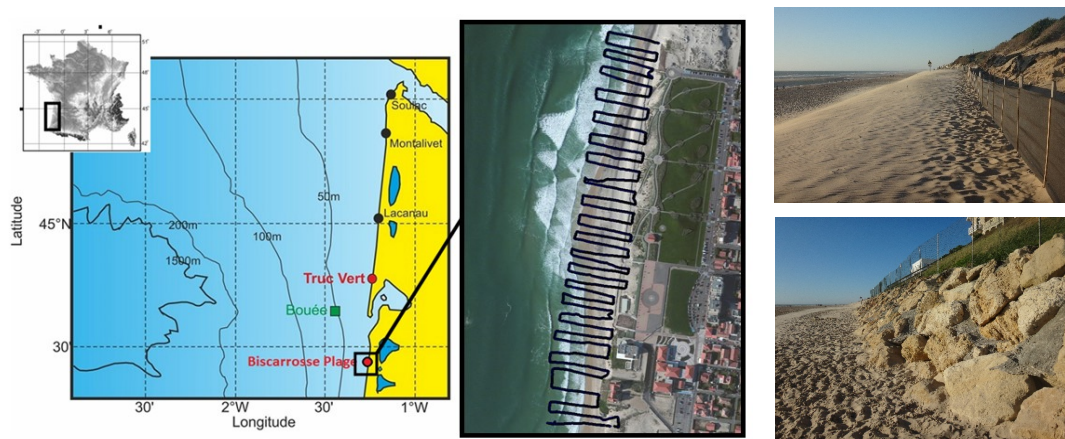 Soulac
Montalivet
50m
Lacanau
200m
45°N
100m
1500m
Truc Vert
Bouée
30'
Biscarrosse Plage
30'
2°W
30'
1°W
Longitude
Latitude